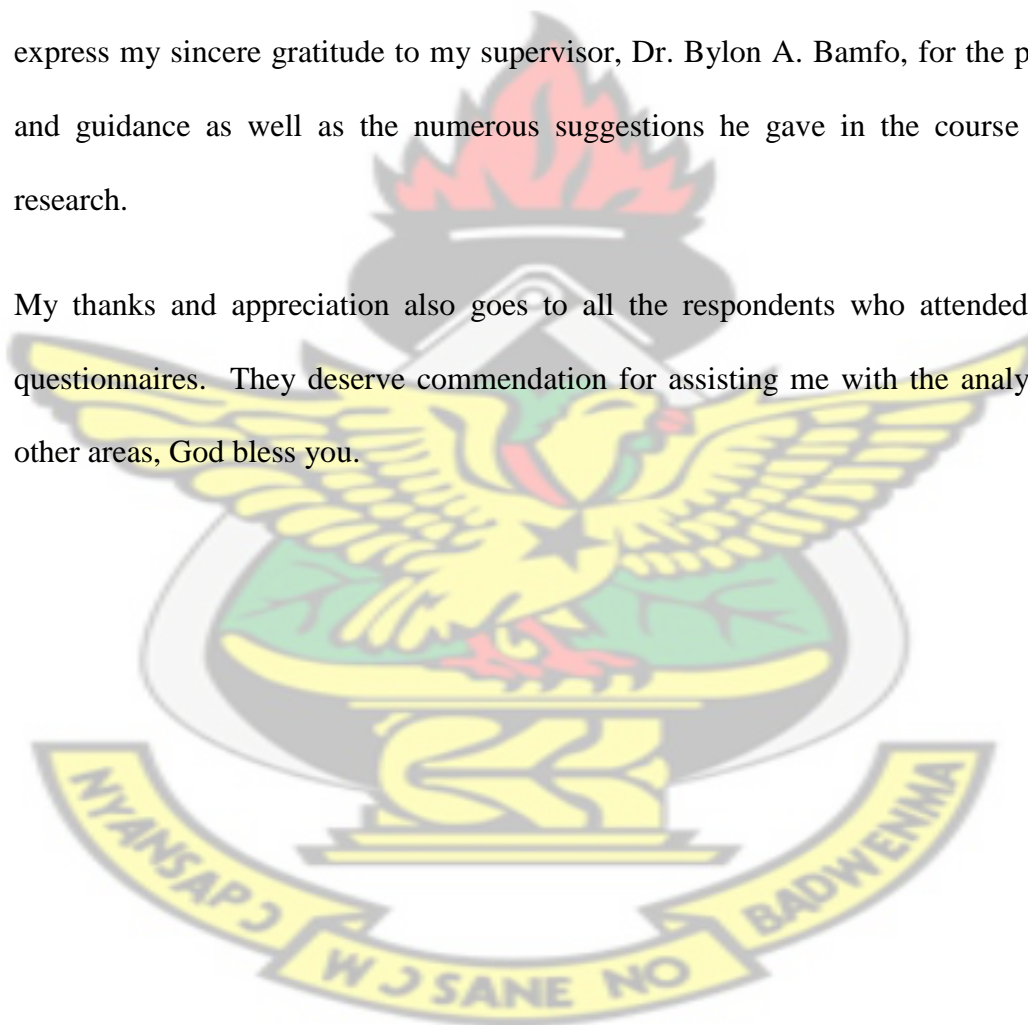 express my sincere gratitude to my supervisor, Dr. Bylon A. Bamfo, for the p
and guidance as well as the numerous suggestions he gave in the course
research.
My thanks and appreciation also goes to all the respondents who attended
questionnaires. They deserve commendation for assisting me with the analy
other areas, God bless you.
NYANSAPƆ
WƆSANE NO
BADWENMA